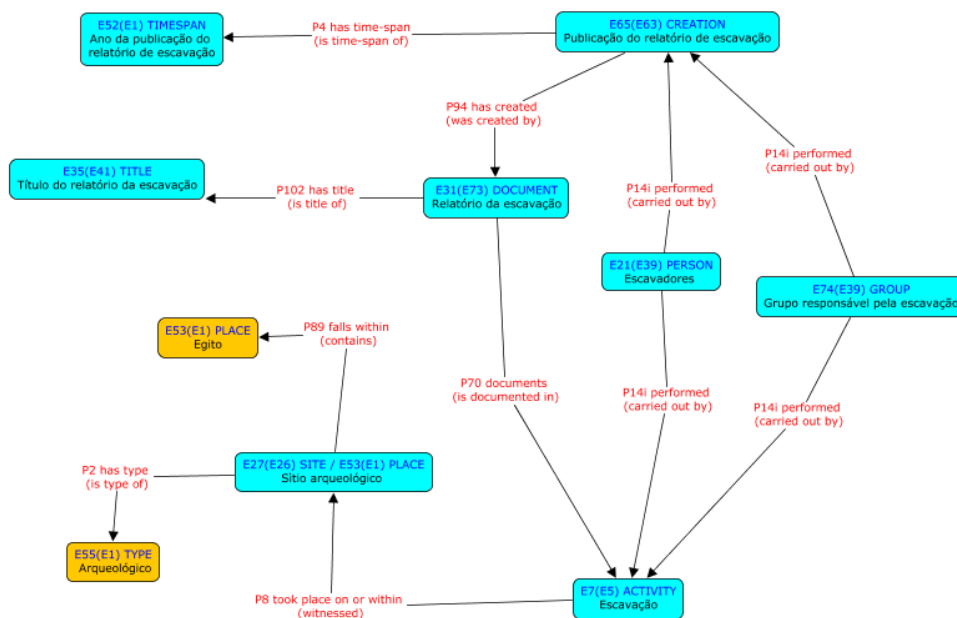 E52(E1) TIMESPAN
Ano da publicação do
relatório de escavação
P4 has time-span
(is time-span of)
E65(E63) CREATION
Publicação do relatório de escavação
P94 has created
(was created by)
P14i performed
(carried out by)
E35(E41) TITLE
Título do relatório da escavação
P102 has title
(is title of)
E31(E73) DOCUMENT
Relatório da escavação
P14i performed
(carried out by)
E21(E39) PERSON
Escavadores
E74(E39) GROUP
Grupo responsável pela escavação
E53(E1) PLACE
Egito
P89 falls within
(contains)
P70 documents
(is documented in)
P14i performed
(carried out by)
P14i performed
(carried out by)
P2 has type
(is type of)
E27(E26) SITE / E53(E1) PLACE
Sítio arqueológico
E55(E1) TYPE
Arqueológico
P8 took place on or within
(witnessed)
E7(E5) ACTIVITY
Escavação